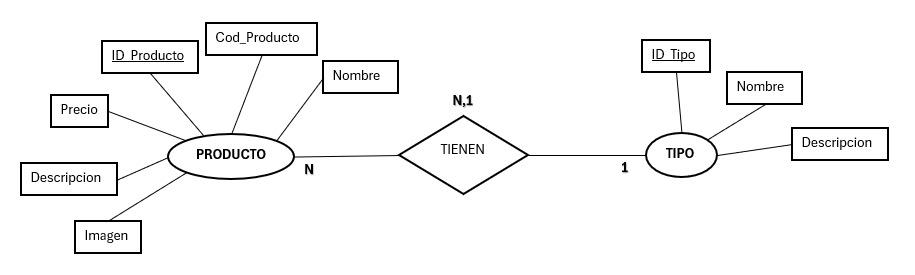 Cod_Producto
ID_Producto
ID_Tipo
Nombre
Nombre
Precio
N,1
Descripcion
PRODUCTO
TIENEN
TIPO
N
1
Descripcion
Imagen